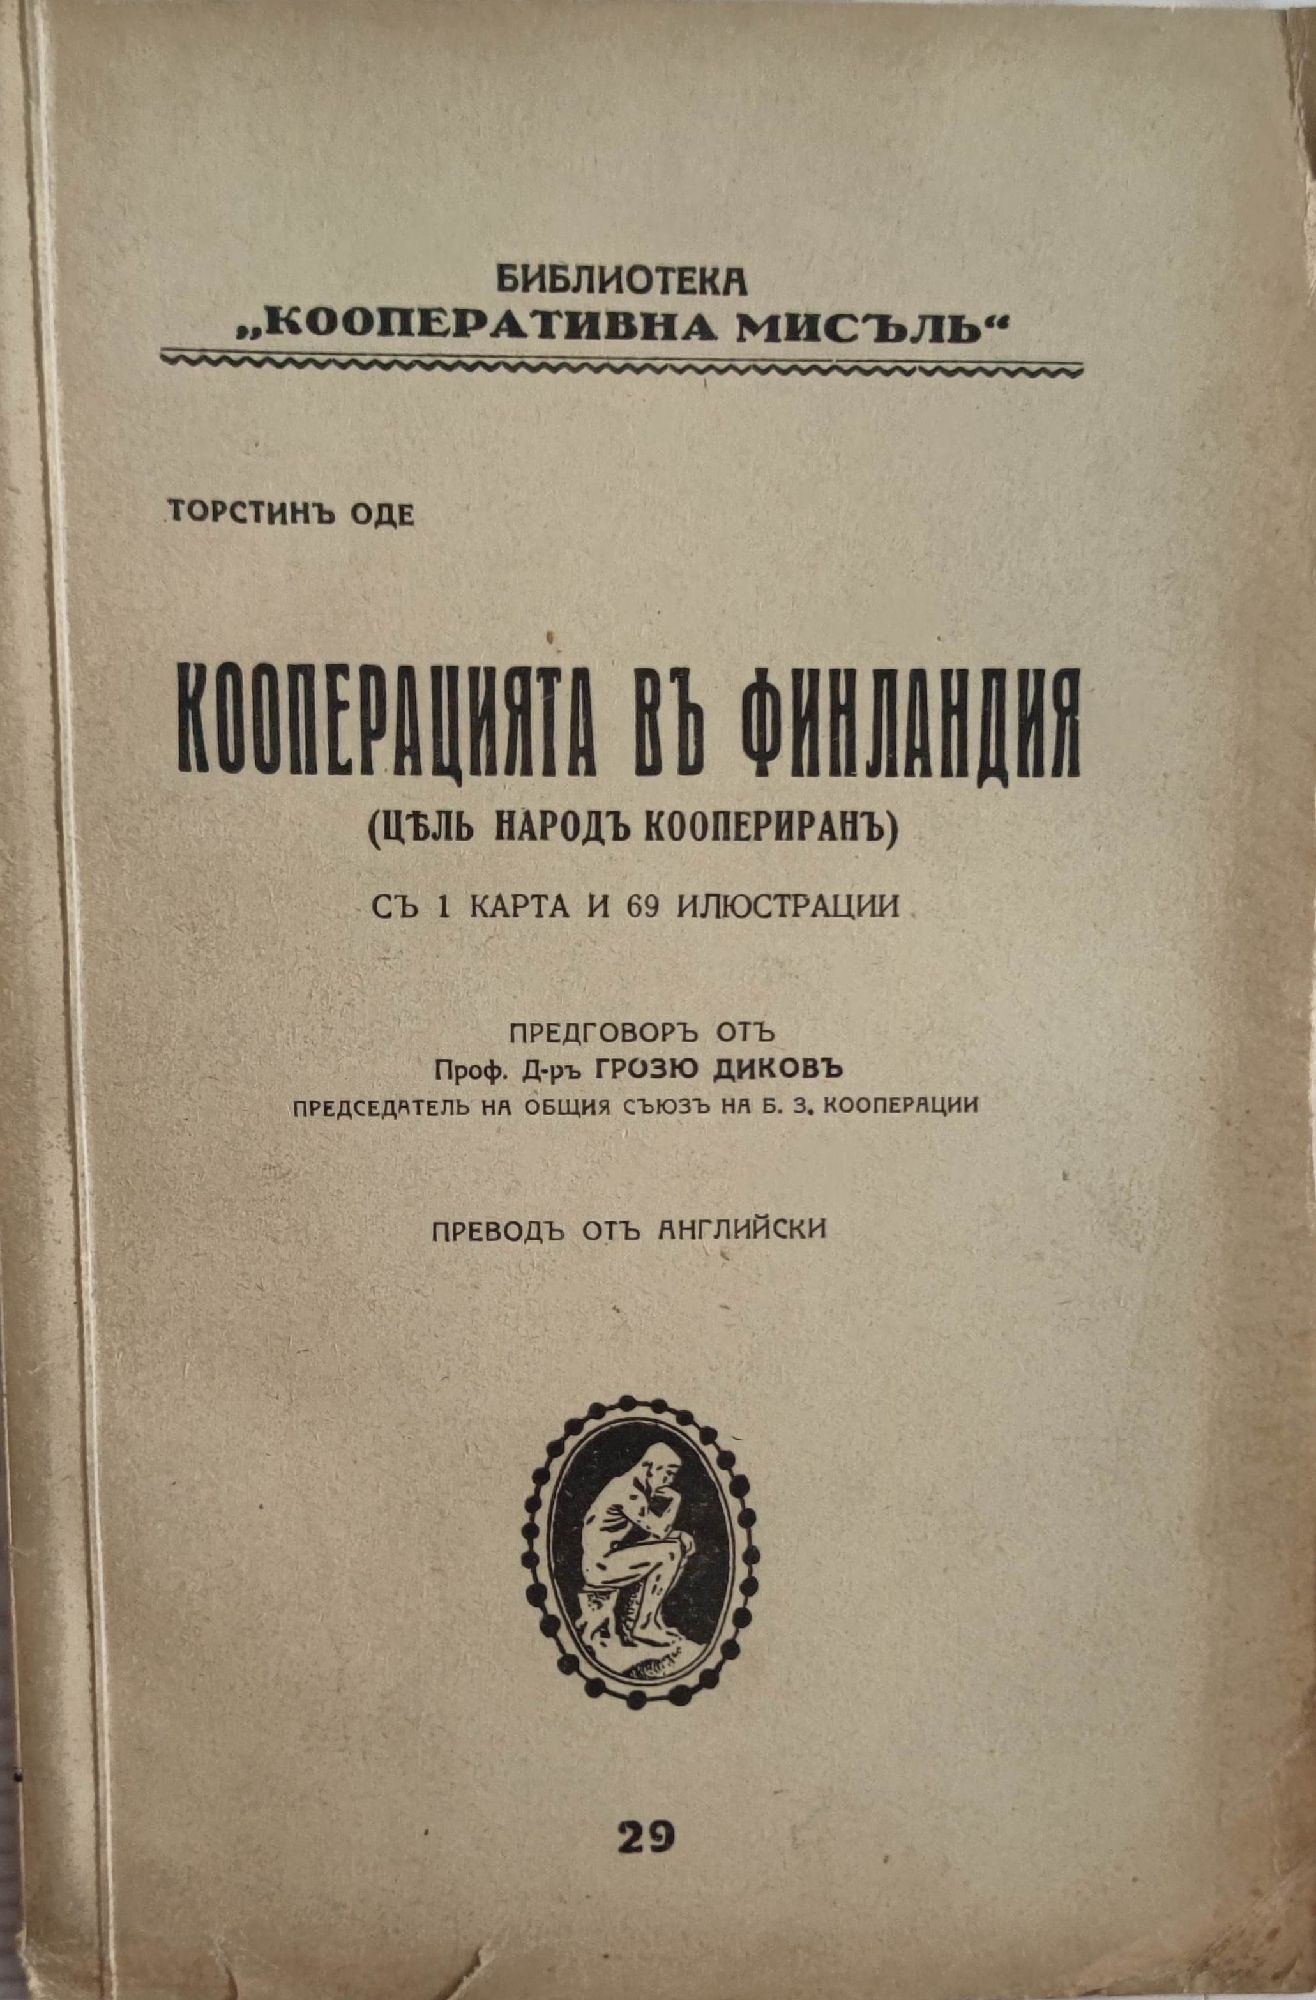 БИБЛИОТЕКА
„КООПЕРАТИВНА МИСЪЛЬ“
ТОРСТИНЪ ОДЕ
КООПЕРАЦИЯТА ВЪ ФИНЛАНДИЯ
(ЦѢЛЬ НАРОДЪ КООПЕРИРАНЪ)
СЪ 1 КАРТА И 69 ИЛЮСТРАЦИИ
ПРЕДГОВОРЪ ОТЪ
Проф. Д-ръ ГРОЗЮ ДИКОВЪ
ПРЕДСЕДАТЕЛЬ НА ОБЩИЯ СЪЮЗЪ НА Б. З. КООПЕРАЦИИ
ПРЕВОДЪ ОТЪ АНГЛИЙСКИ
29